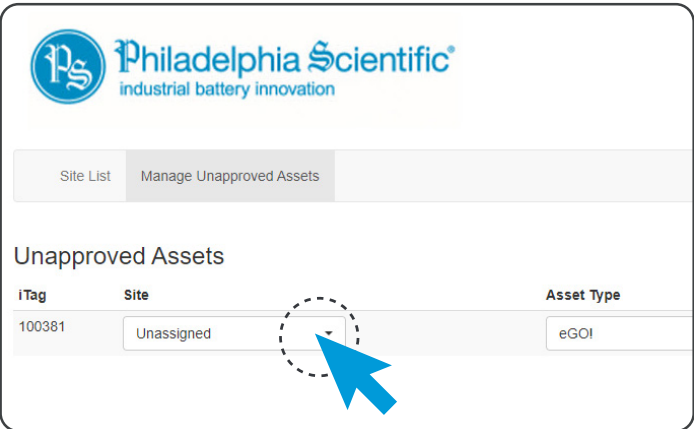 PS
Philadelphia Scientific®
industrial battery innovation
Site List Manage Unapproved Assets
Unapproved Assets
iTag Site Asset Type
100381 Unassigned eGO!